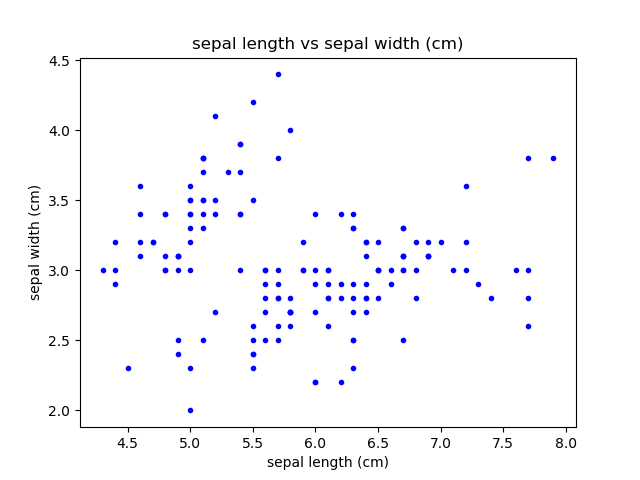 sepal length vs sepal width (cm)
4.5
4.0
3.5
3.0
2.5
2.0
sepal width (cm)
4.5 5.0 5.5 6.0 6.5 7.0 7.5 8.0
sepal length (cm)